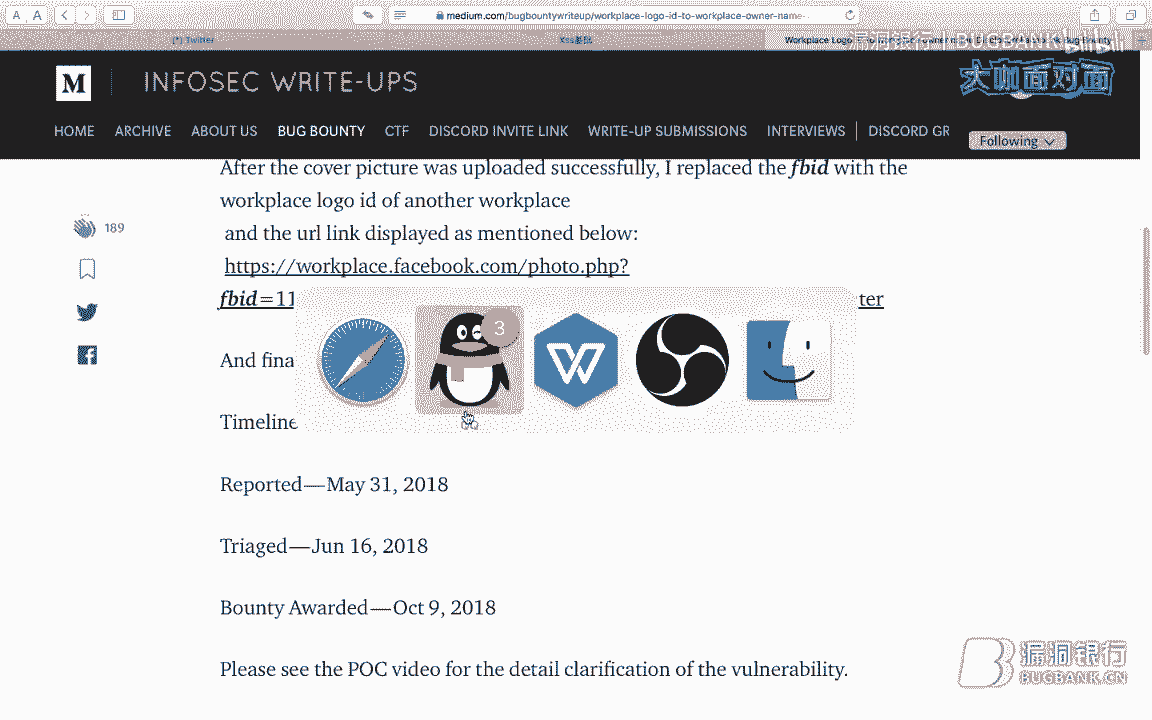 A A
medium.com/bugbountywriteup/workplace-logo-id-to-workplace-owner-name-
(*) Twitter
漏洞银行 | BUGBANK
bilibili
M
INFOSEC WRITE-UPS
大咖面对面
HOME ARCHIVE ABOUT US BUG BOUNTY CTF DISCORD INVITE LINK WRITE-UP SUBMISSIONS INTERVIEWS DISCORD GR
Following
After the cover picture was uploaded successfully, I replaced the fbid with the
workplace logo id of another workplace
189
and the url link displayed as mentioned below:
https://workplace.facebook.com/photo.php?
fbid=11 ter
3
And fina
Timeline
Reported—May 31, 2018
Triaged—Jun 16, 2018
Bounty Awarded—Oct 9, 2018
Please see the POC video for the detail clarification of the vulnerability.
漏洞银行
BUGBANK.CN